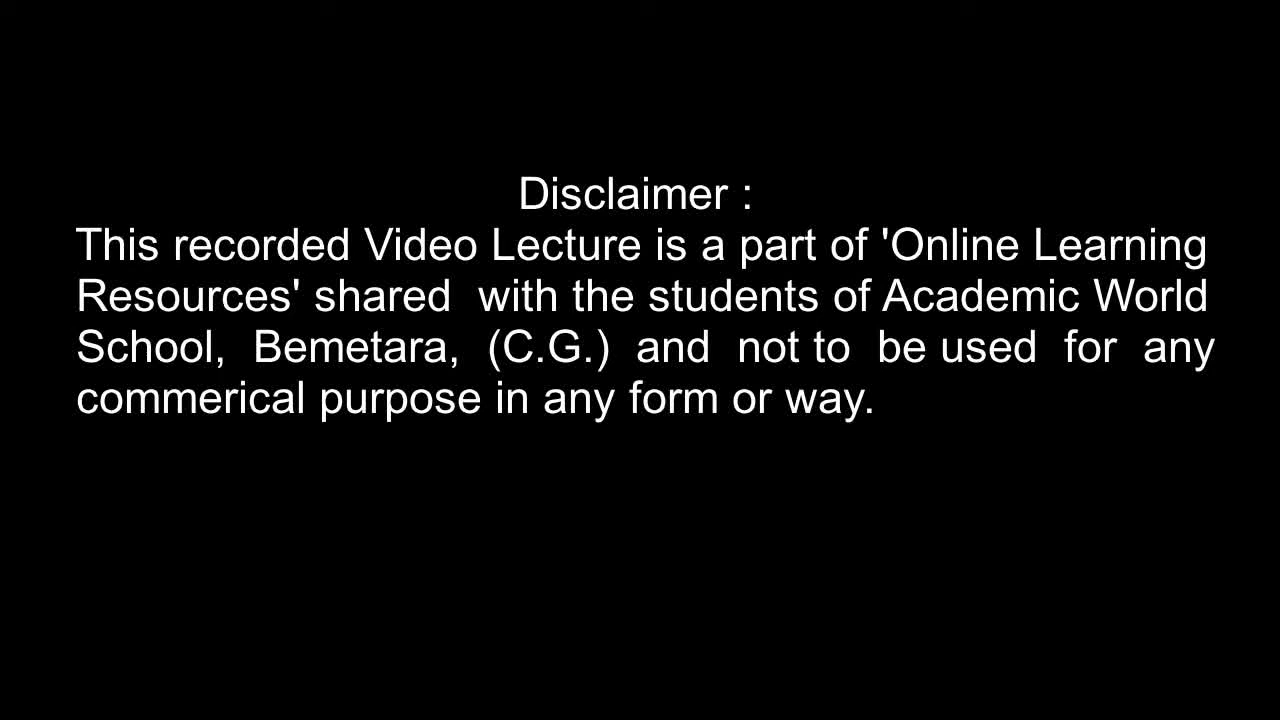 Disclaimer :
This recorded Video Lecture is a part of 'Online Learning
Resources' shared  with the students of Academic World
School,  Bemetara,  (C.G.)  and  not to  be used  for  any
commerical purpose in any form or way.